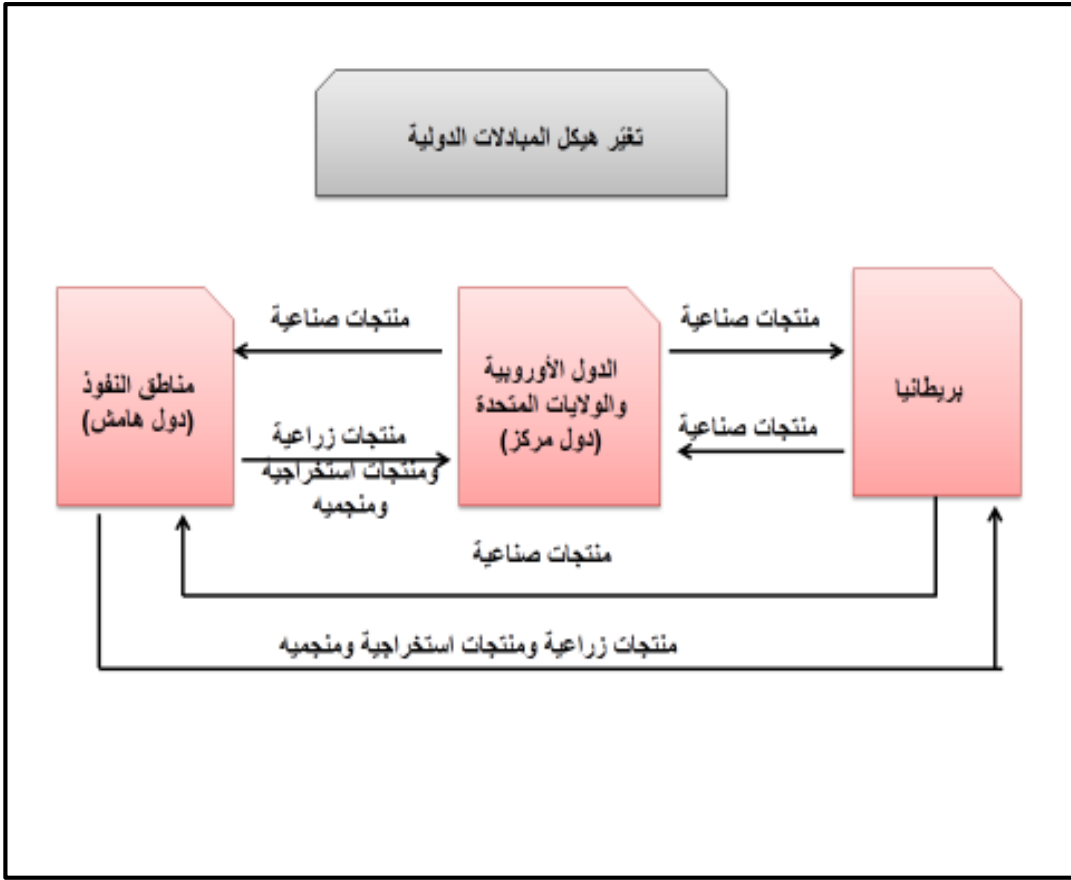 تغيّر هيكل المبادلات الدولية
منتجات صناعية
منتجات صناعية
بريطانيا
الدول الأوروبية
والولايات المتحدة
(دول مركز)
مناطق النفوذ
(دول هامش)
منتجات صناعية
منتجات زراعية
ومنتجات استخراجية
ومنجميه
منتجات صناعية
منتجات زراعية ومنتجات استخراجية ومنجميه